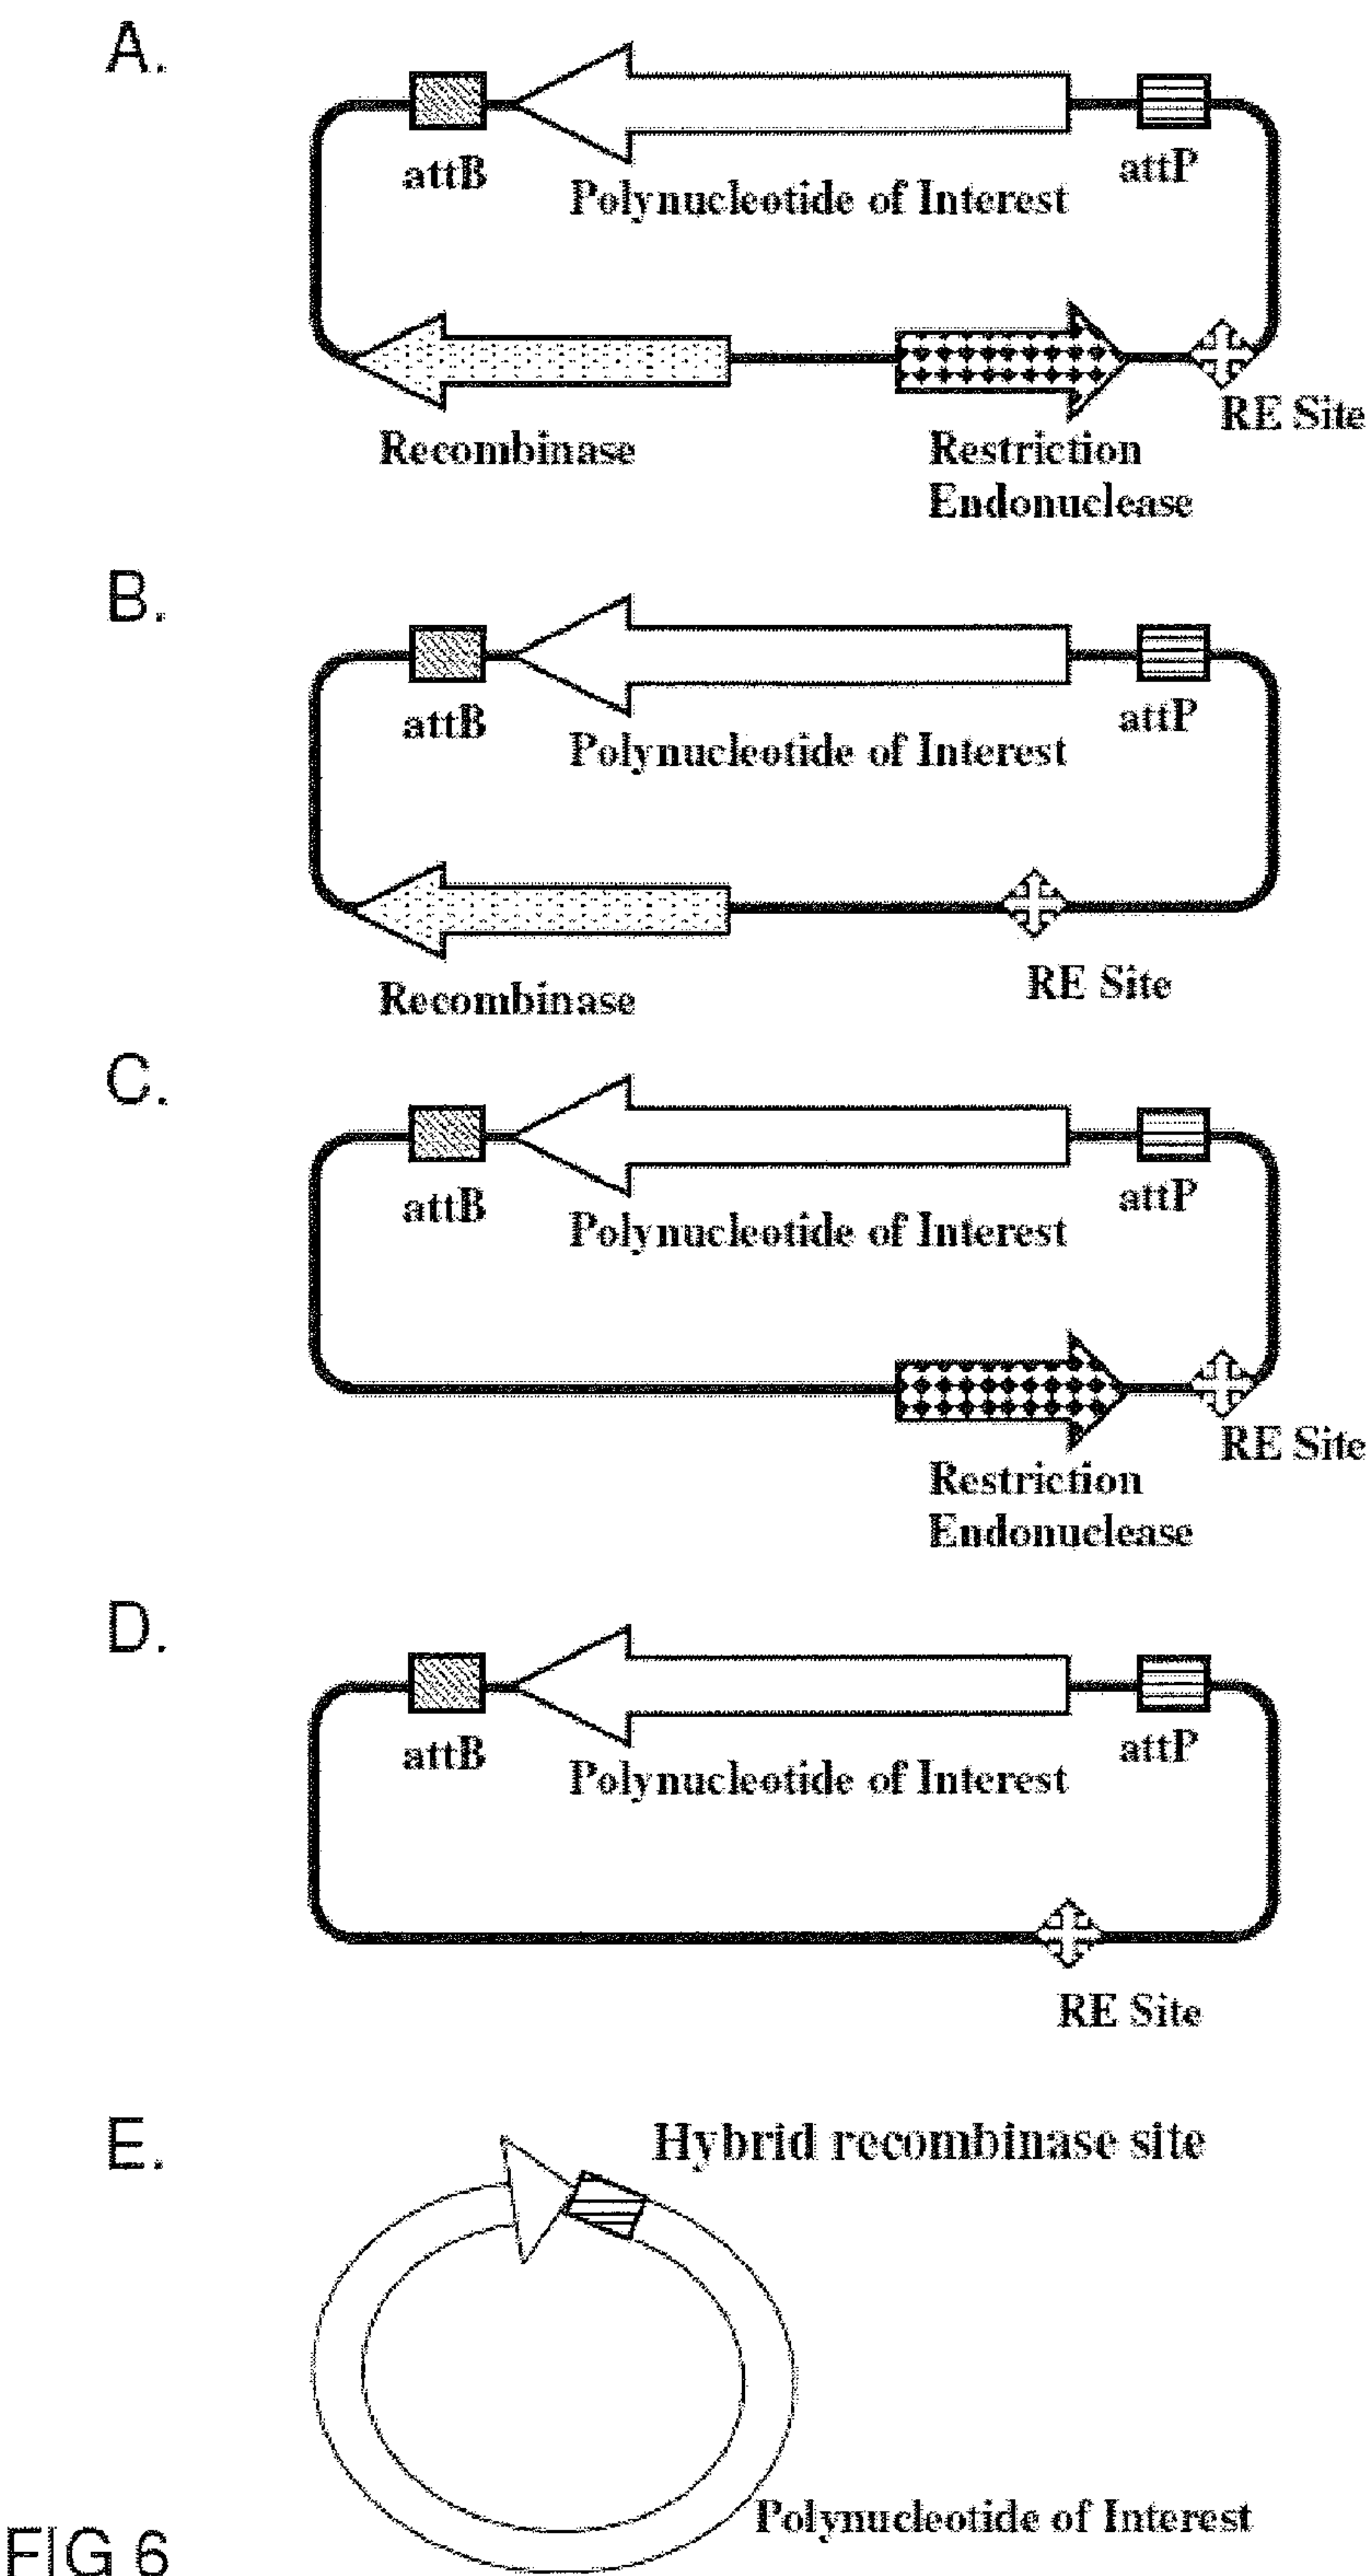 A.
attB
attP
Polynucleotide of Interest
RE Site
Recombinase
Restriction
Endonuclease
B.
attB
attP
Polynucleotide of Interest
RE Site
Recombinase
C.
attB
attP
Polynucleotide of Interest
RE Site
Restriction
Endonuclease
D.
attB
attP
Polynucleotide of Interest
RE Site
E.
Hybrid recombinase site
Polynucleotide of Interest
FIG 6